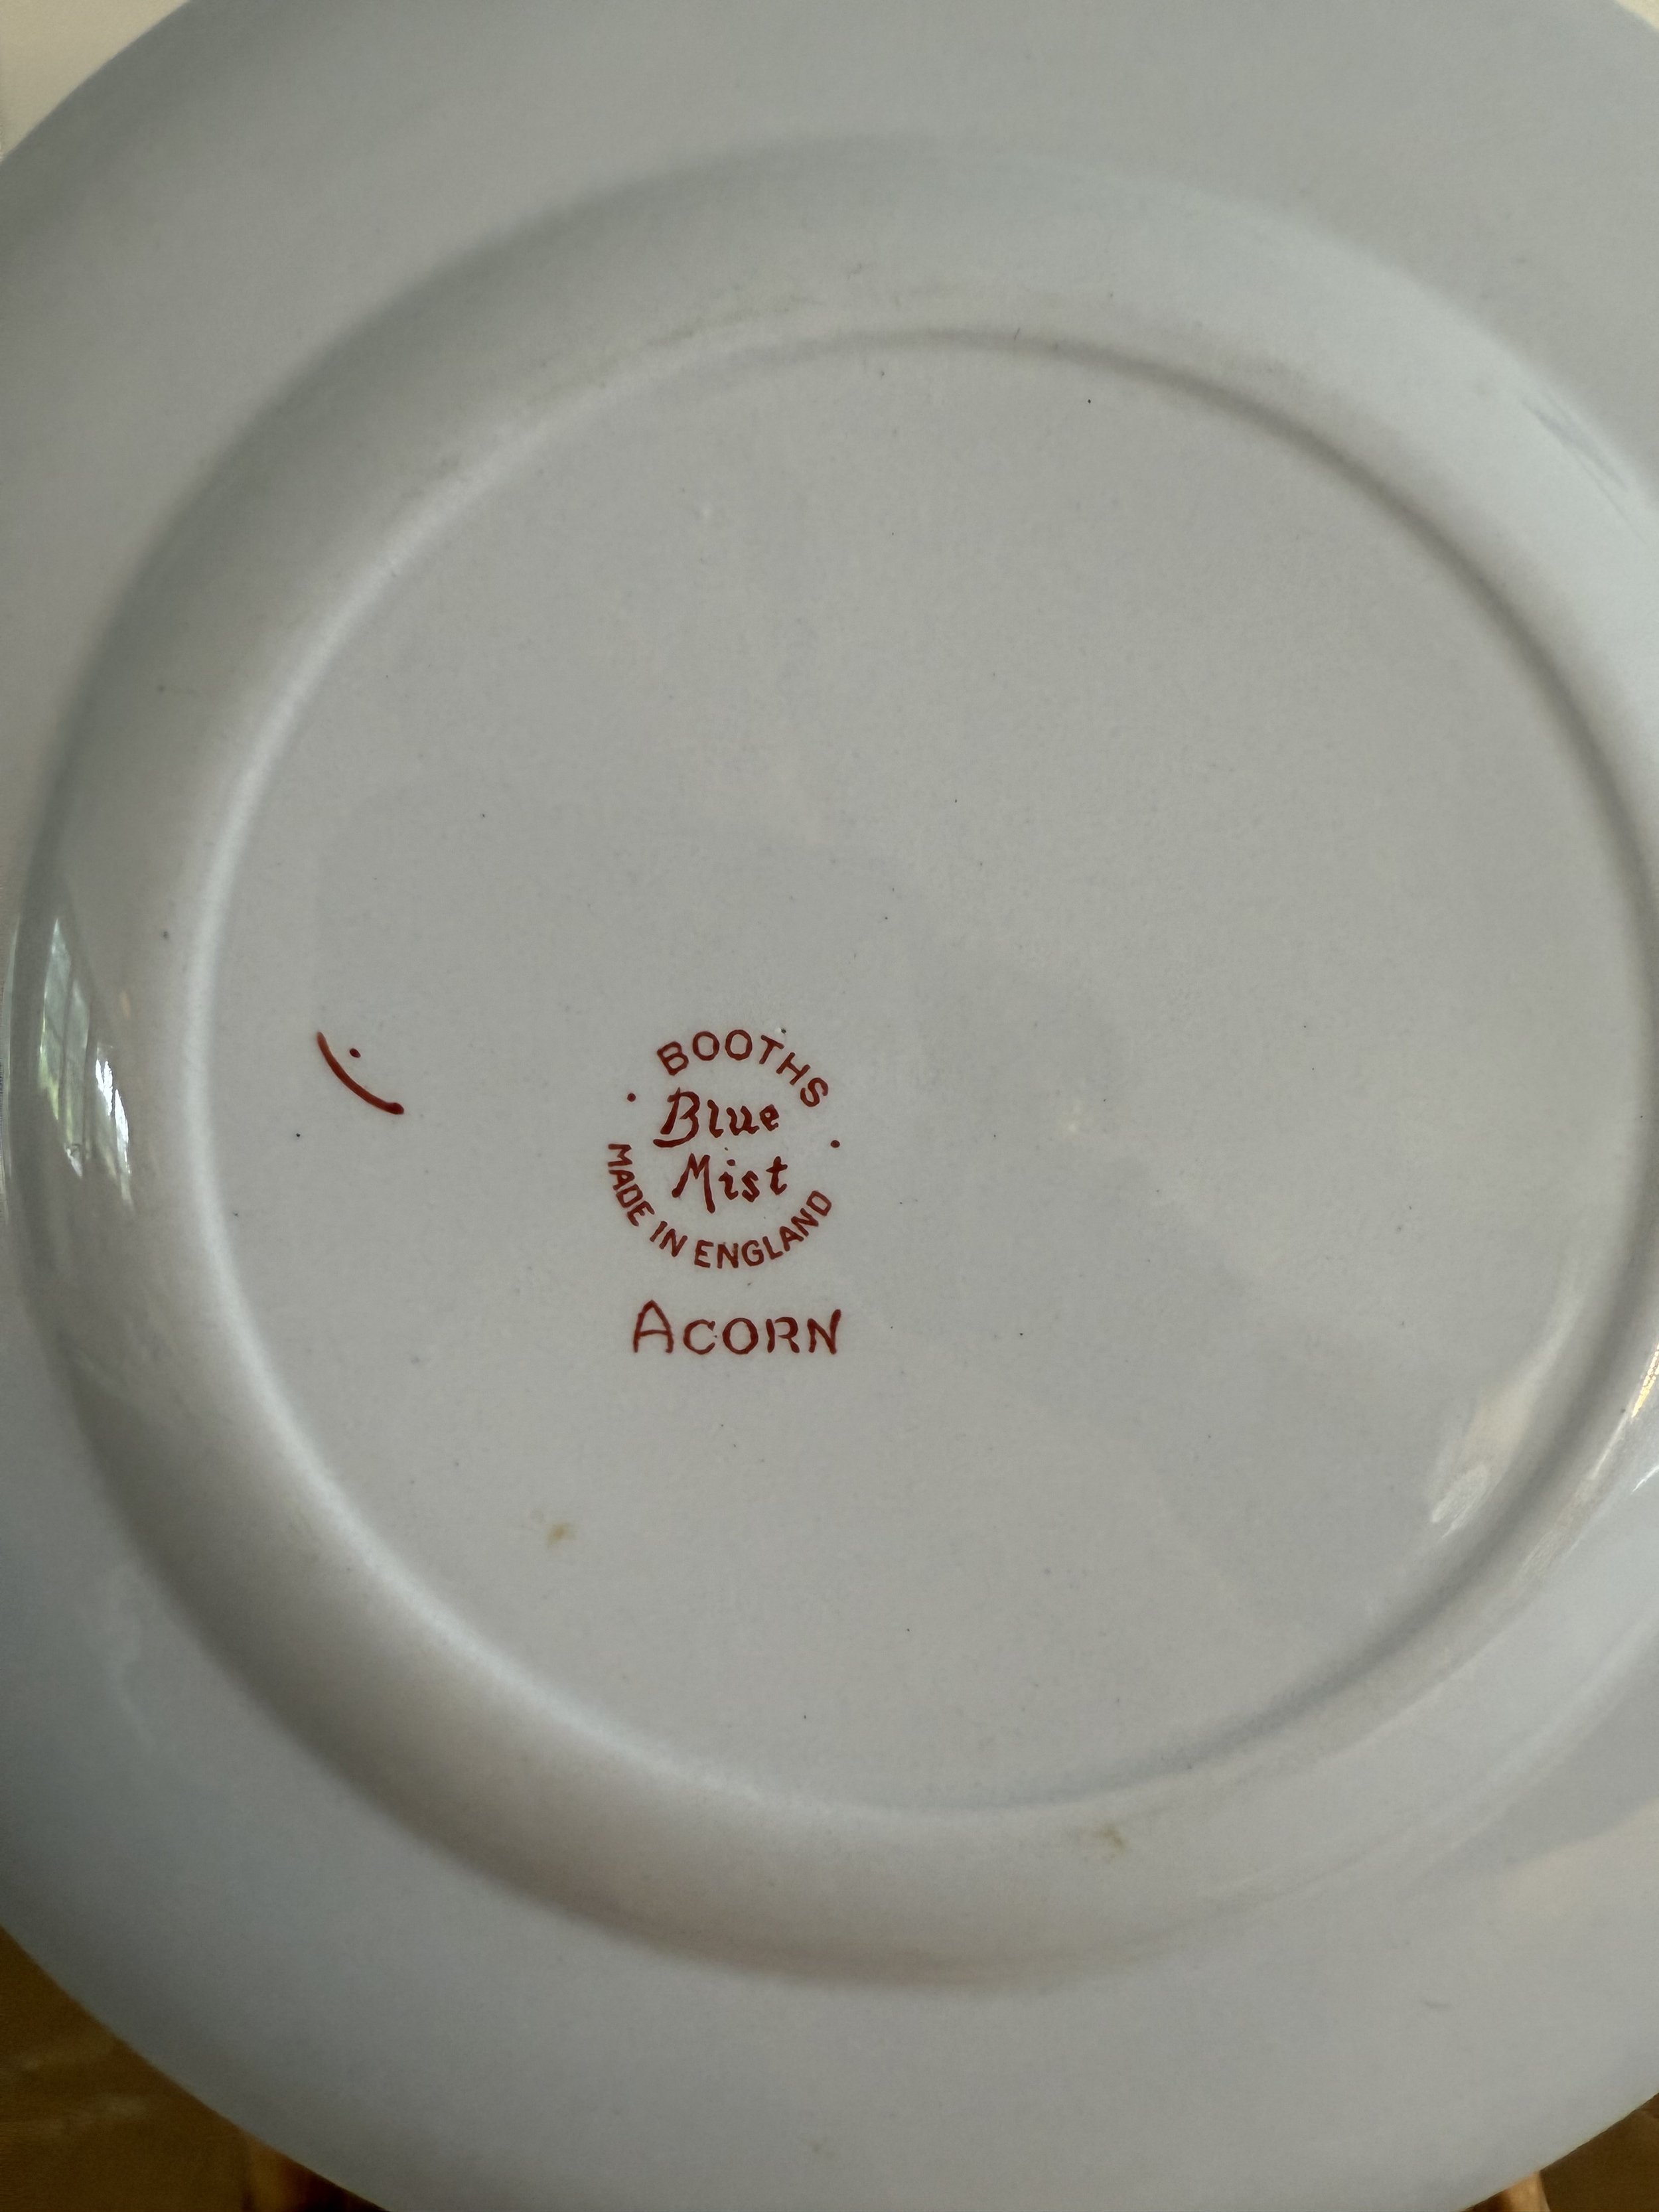 BOOTHS
Blue
Mist
MADE IN ENGLAND
ACORN